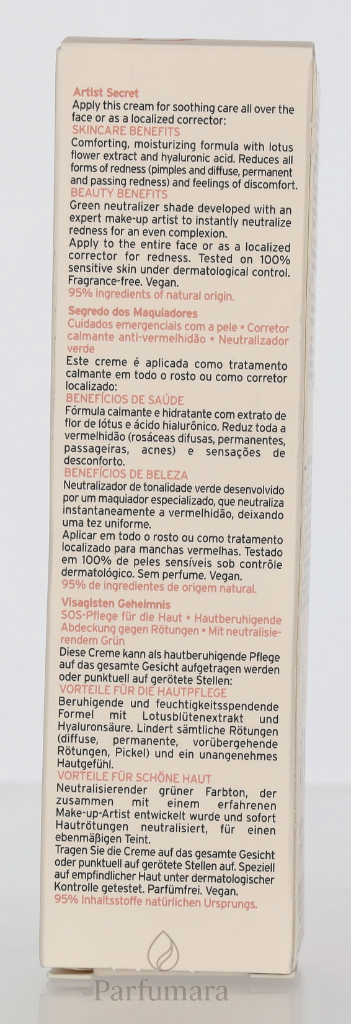 Artist Secret
Apply this cream for soothing care all over the
face or as a localized corrector:
SKINCARE BENEFITS
Comforting, moisturizing formula with lotus
flower extract and hyaluronic acid. Reduces all
forms of redness (pimples and diffuse, permanent
and passing redness) and feelings of discomfort.
BEAUTY BENEFITS
Green neutralizer shade developed with an
expert make-up artist to instantly neutralize
redness for an even complexion.
Apply to the entire face or as a localized
corrector for redness. Tested on 100%
sensitive skin under dermatological control.
Fragrance-free. Vegan.
95% ingredients of natural origin.
Segredo dos Maquiadores
Cuidados emergenciais com a pele • Corretor
calmante anti-vermelhidão • Neutralizador
verde
Este creme é aplicada como tratamento
calmante em todo o rosto ou como corretor
localizado:
BENEFÍCIOS DE SAÚDE
Fórmula calmante e hidratante com extrato de
flor de lótus e ácido hialurônico. Reduz toda a
vermelhidão (rosáceas difusas, permanentes,
passageiras, acnes) e sensações de
desconforto.
BENEFÍCIOS DE BELEZA
Neutralizador de tonalidade verde desenvolvido
por um maquiador especializado, que neutraliza
instantaneamente a vermelhidão, deixando
uma tez uniforme.
Aplicar em todo o rosto ou como tratamento
localizado para manchas vermelhas. Testado
em 100% de peles sensíveis sob contrôle
dermatológico. Sem perfume. Vegan.
95% de ingredientes de origem natural.
Visagisten Geheimnis
SOS-Pflege für die Haut • Hautberuhigende
Abdeckung gegen Rötungen • Mit neutralisie-
rendem Grün
Diese Creme kann als hautberuhigende Pflege
auf das gesamte Gesicht aufgetragen werden
oder punktuell auf gerötete Stellen:
VORTEILE FÜR DIE HAUTPFLEGE
Beruhigende und feuchtigkeitsspendende
Formel mit Lotusblütenextrakt und
Hyaluronsäure. Lindert sämtliche Rötungen
(diffuse, permanente, vorübergehende
Rötungen, Pickel) und ein unangenehmes
Hautgefühl.
VORTEILE FÜR SCHÖNE HAUT
Neutralisierender grüner Farbton, der
zusammen mit einem erfahrenen
Make-up-Artist entwickelt wurde und sofort
Hautrötungen neutralisiert, für einen
ebenmäßigen Teint.
Tragen Sie die Creme auf das gesamte Gesicht
oder punktuell auf gerötete Stellen auf. Speziell
auf empfindlicher Haut unter dermatologischer
Kontrolle getestet. Parfümfrei. Vegan.
95% Inhaltsstoffe natürlichen Ursprungs.
Parfumara